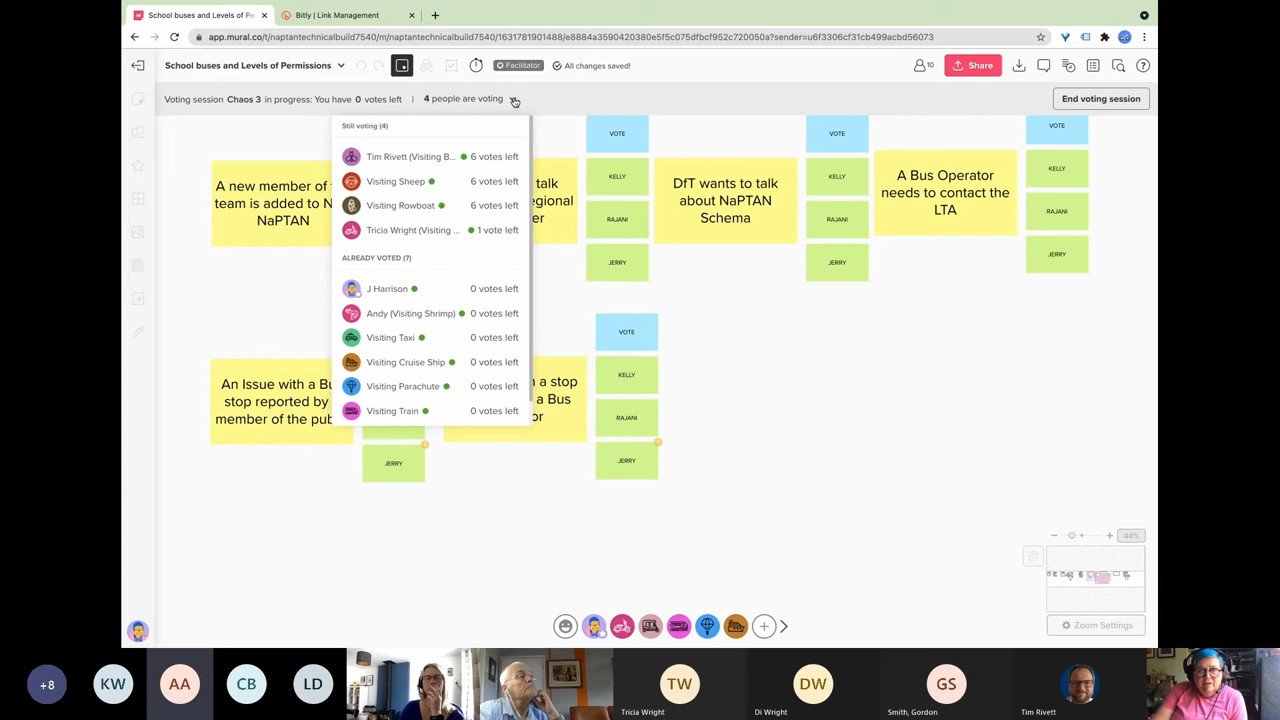 School buses and Levels of Pe
Bitly | Link Management
app.mural.co/t/naptantechnicalbuild7540/m/naptantechnicalbuild7540/1631781901488/e8884a3590420380e5f5c075dfbcf952c720050a?sender=u6f2306cf31cb499acbd56073
School buses and Levels of Permissions
Facilitator
All changes saved!
10
Share
Voting session Chaos 3 in progress: You have 0 votes left | 4 people are voting
End voting session
Still voting (4)
Tim Rivett (Visiting B... 6 votes left
Visiting Sheep 6 votes left
Visiting Rowboat 6 votes left
Tricia Wright (Visiting ... 1 vote left
ALREADY VOTED (7)
J Harrison 0 votes left
Andy (Visiting Shrimp) 0 votes left
Visiting Taxi 0 votes left
Visiting Cruise Ship 0 votes left
Visiting Parachute 0 votes left
Visiting Train 0 votes left
A new member of
team is added to N
NaPTAN
talk
egional
er
VOTE
KELLY
RAJANI
JERRY
DfT wants to talk
about NaPTAN
Schema
VOTE
KELLY
RAJANI
JERRY
A Bus Operator
needs to contact the
LTA
VOTE
KELLY
RAJANI
JERRY
An Issue with a Bu
stop reported by
member of the pub
JERRY
a stop
a Bus
or
VOTE
KELLY
RAJANI
JERRY
44%
Zoom Settings
+8
KW
AA
CB
LD
TW
Tricia Wright
DW
Di Wright
GS
Smith, Gordon
Tim Rivett